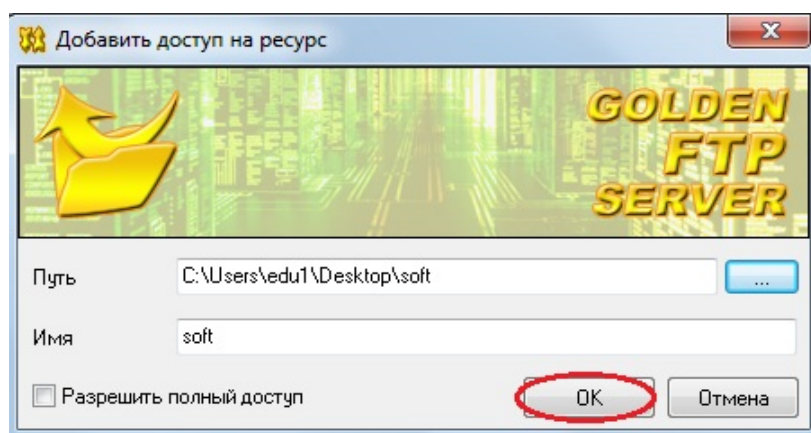 Добавить доступ на ресурс
GOLDEN
FTP
SERVER
Путь C:\Users\edu1\Desktop\soft ...
Имя soft
Разрешить полный доступ OK Отмена